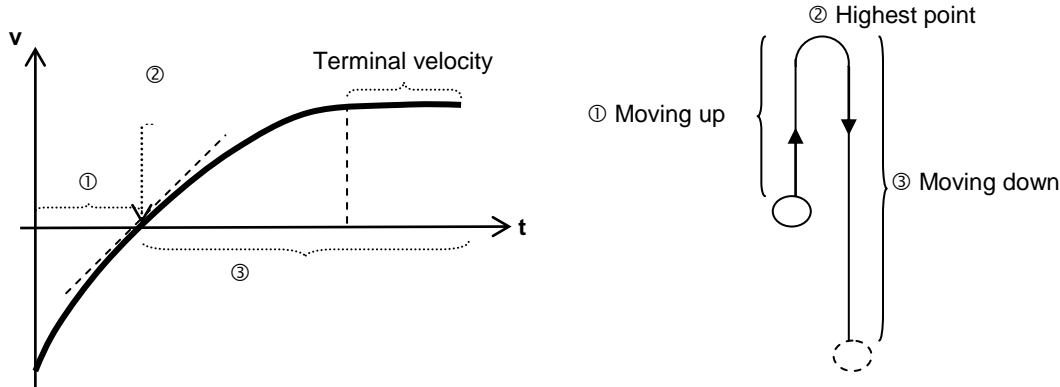 v
②
Terminal velocity
①
t
③
② Highest point
① Moving up
③ Moving down